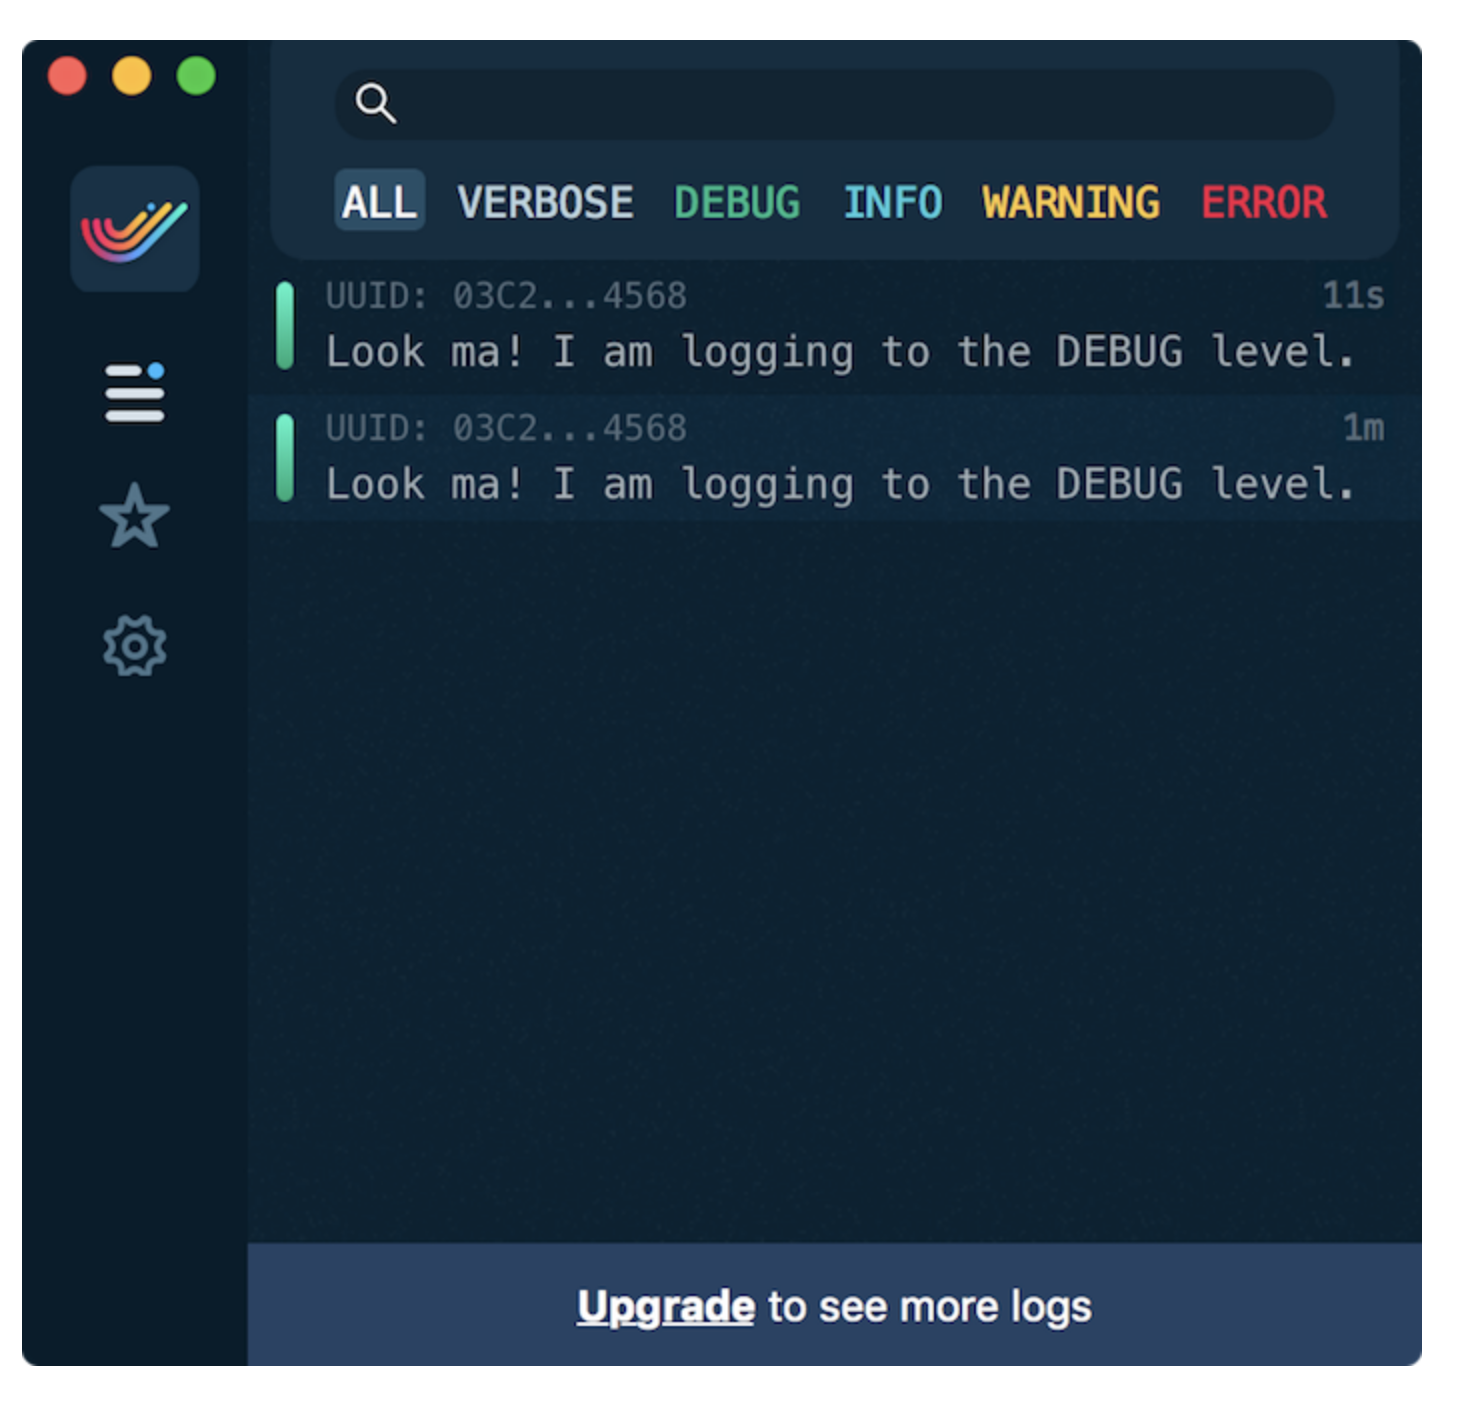 ALL VERBOSE DEBUG INFO WARNING ERROR
UUID: 03C2...4568 11s
Look ma! I am logging to the DEBUG level.
UUID: 03C2...4568 1m
Look ma! I am logging to the DEBUG level.
Upgrade to see more logs